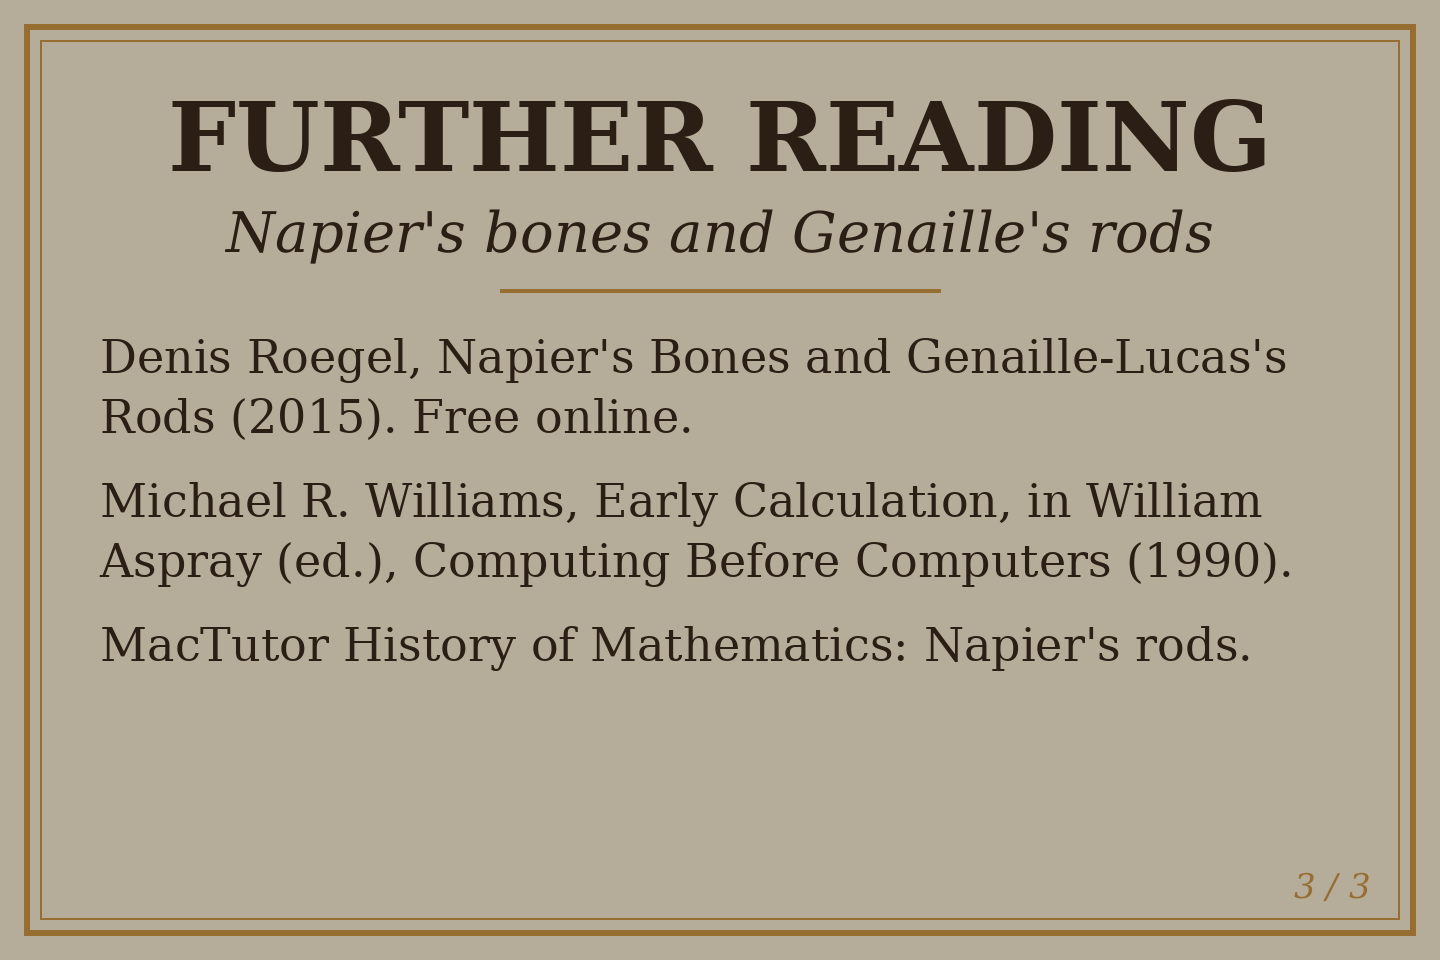 FURTHER READING
Napier's bones and Genaille's rods
Denis Roegel, Napier's Bones and Genaille-Lucas's
Rods (2015). Free online.
Michael R. Williams, Early Calculation, in William
Aspray (ed.), Computing Before Computers (1990).
MacTutor History of Mathematics: Napier's rods.
3 / 3